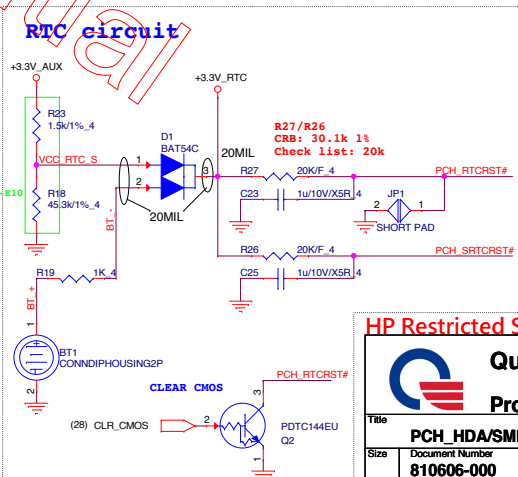 RTC circuit
+3.3V_AUX
+3.3V_RTC
R23
1.5k/1%_4
D1
BAT54C
R27/R26
CRB: 30.1k 1%
Check list: 20k
VCC_RTC_S
1
2
3
20MIL
R27
20K/F_4
PCH_RTCRST#
E10
R18
45.3k/1%_4
C23
1u/10V/X5R_4
JP1
2
1
SHORT PAD
BT_-
20MIL
R26
20K/F_4
PCH_SRTCRST#
R19
1K_4
C25
1u/10V/X5R_4
BT_+
1
BT1
CONNDIPHOUSING2P
2
CLEAR CMOS
PCH_RTCRST#
3
(28) CLR_CMOS
2
PDTC144EU
Q2
1
HP Restricted S
Qu
Pro
Title
PCH_HDA/SM
Size
Document Number
810606-000